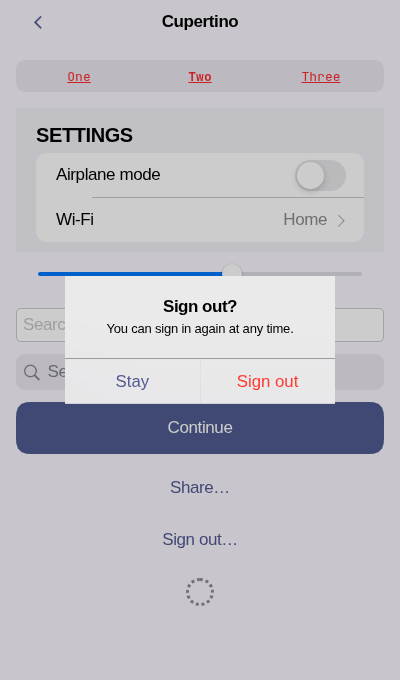 Cupertino
One Two Three
SETTINGS
Airplane mode
Wi-Fi Home
Sign out?
You can sign in again at any time.
Stay Sign out
Continue
Share…
Sign out…